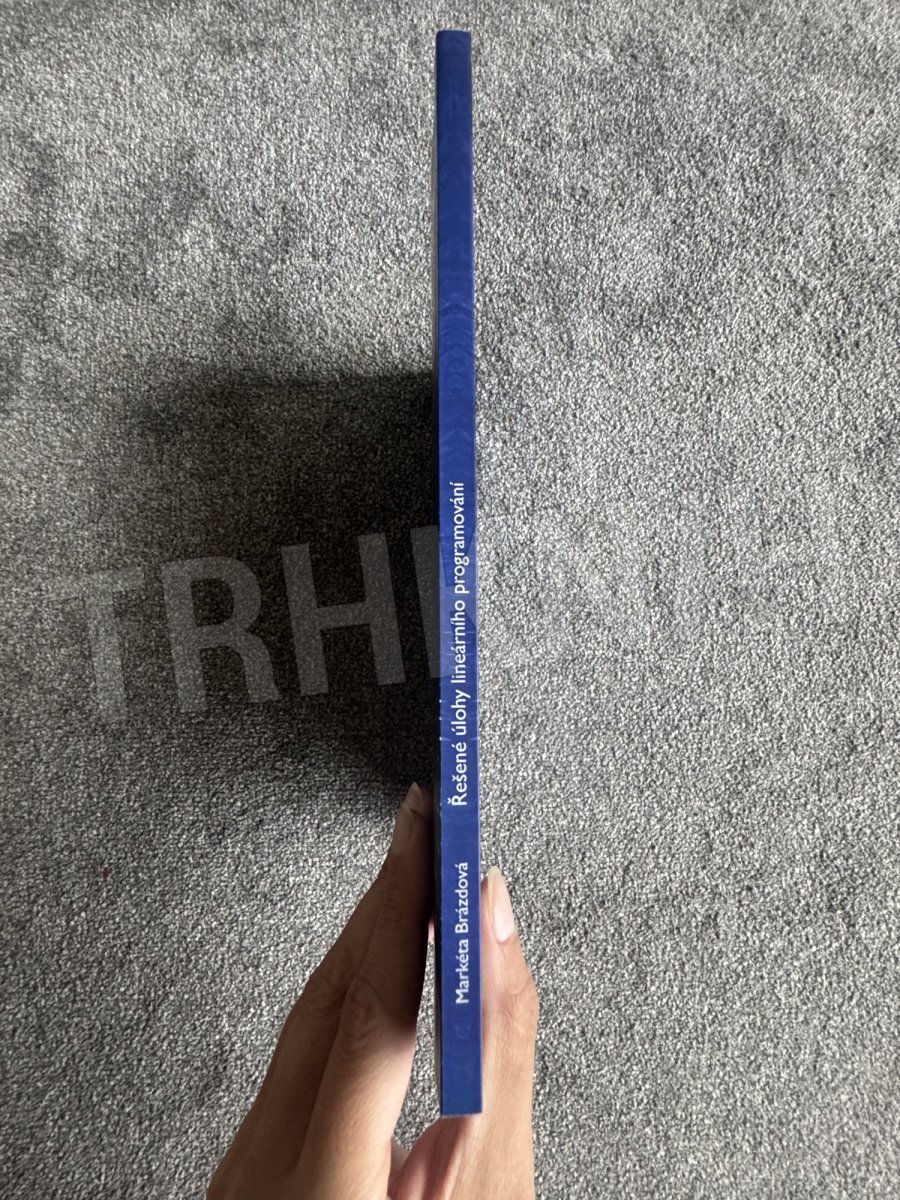 Markéta Brázdová
Řešené úlohy lineárního programování
TRH